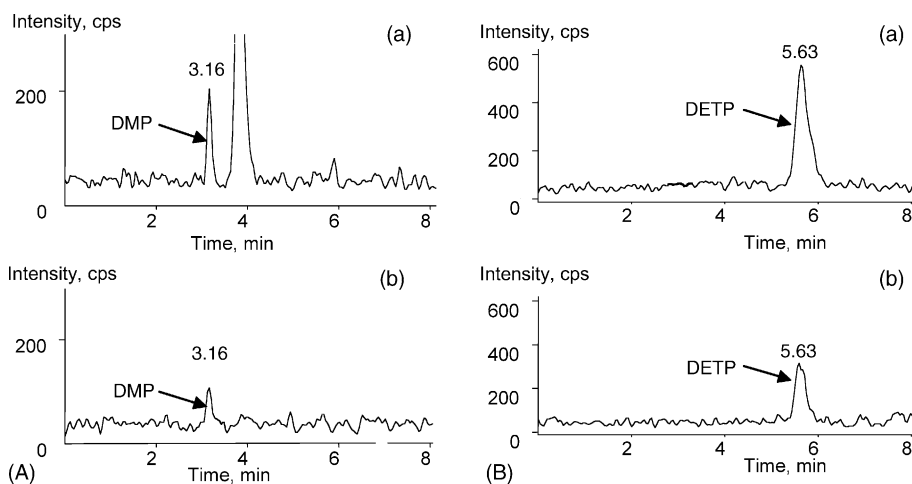 Intensity, cps
(a)
3.16
200
DMP
0
2 4 6 8
Time, min
Intensity, cps
(b)
3.16
200
DMP
0
2 4 6 8
(A)
Time, min
Intensity, cps
(a)
5.63
600
400
DETP
200
0
2 4 6 8
Time, min
Intensity, cps
(b)
600
5.63
400
DETP
200
0
2 4 6 8
(B)
Time, min